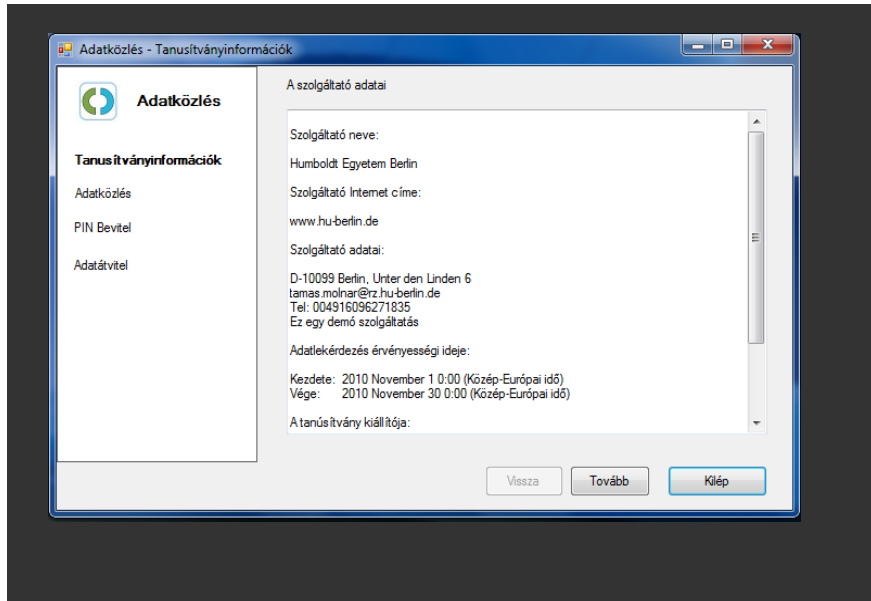 Adatközlés - Tanusítványinformációk
Adatközlés
Tanusítványinformációk
Adatközlés
PIN Bevitel
Adatátvitel
A szolgáltató adatai
Szolgáltató neve:
Humboldt Egyetem Berlin
Szolgáltató Internet címe:
www.hu-berlin.de
Szolgáltató adatai:
D-10099 Berlin, Unter den Linden 6
tamas.molnar@rz.hu-berlin.de
Tel: 004916096271835
Ez egy demó szolgáltatás
Adatlekérdezés érvényességi ideje:
Kezdete: 2010 November 1 0:00 (Közép-Európai idő)
Vége: 2010 November 30 0:00 (Közép-Európai idő)
A tanúsítvány kiállítója:
Vissza Tovább Kilép